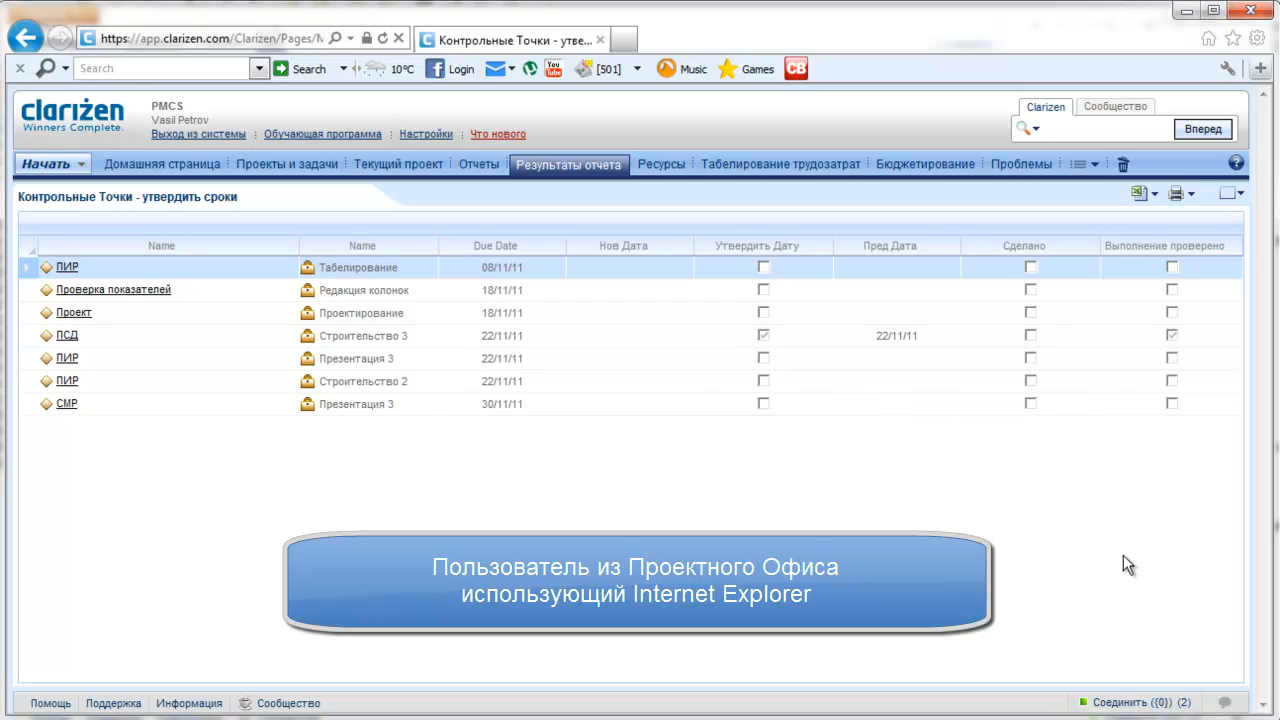 https://app.clarizen.com/Clarizen/Pages/
Контрольные Точки - утве...
Search
Search
10°C
Login
You Tube
[501]
Music
Games
CB
clarizen
Winners Complete.
PMCS
Vasil Petrov
Выход из системы
Обучающая программа
Настройки
Что нового
Clarizen
Сообщество
Вперед
Начать
Домашняя страница
Проекты и задачи
Текущий проект
Отчеты
Результаты отчета
Ресурсы
Табелирование трудозатрат
Бюджетирование
Проблемы
Контрольные Точки - утвердить сроки
Name Name Due Date Нов Дата Утвердить Дату Пред Дата Сделано Выполнение проверено
ПИР Табелирование 08/11/11
Проверка показателей Редакция колонок 18/11/11
Проект Проектирование 18/11/11
ПСД Строительство 3 22/11/11 22/11/11
ПИР Презентация 3 22/11/11
ПИР Строительство 2 22/11/11
СМР Презентация 3 30/11/11
Пользователь из Проектного Офиса
использующий Internet Explorer
Помощь
Поддержка
Информация
Сообщество
Соединить ({0}) (2)